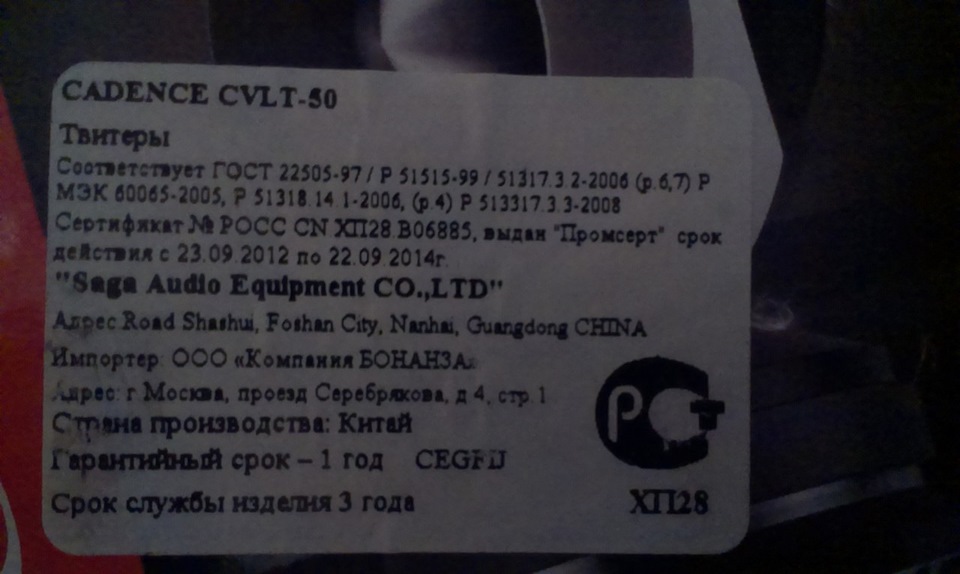 CADENCE CVLT-50
Твитеры
Соответствует ГОСТ 22505-97 / Р 51515-99 / 51317.3.2-2006 (р.6,7) Р
МЭК 60065-2005, Р 51318.14.1-2006, (р.4) Р 513317.3.3-2008
Сертификат № РОСС CN ХП28.В06885, выдан "Промсерт" срок
действия с 23.09.2012 по 22.09.2014г.
"Saga Audio Equipment CO.,LTD"
Адрес:Road Shashui, Foshan City, Nanhai, Guangdong CHINA
Импортер: ООО «Компания БОНАНЗА»
Адрес: г Москва, проезд Серебрякова, д 4, стр.1
Страна производства: Китай
Гарантийный срок – 1 год
Срок службы изделия 3 года
РСТ
ХП28